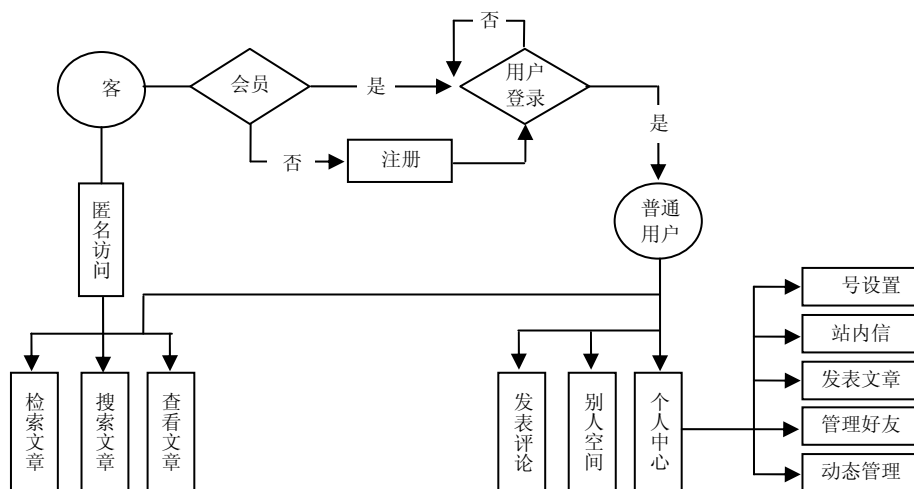 否
客
会员
是
用户
登录
否
注册
是
匿名访问
普通
用户
号设置
站内信
发表文章
管理好友
动态管理
检索文章
搜索文章
查看文章
发表评论
别人空间
个人中心